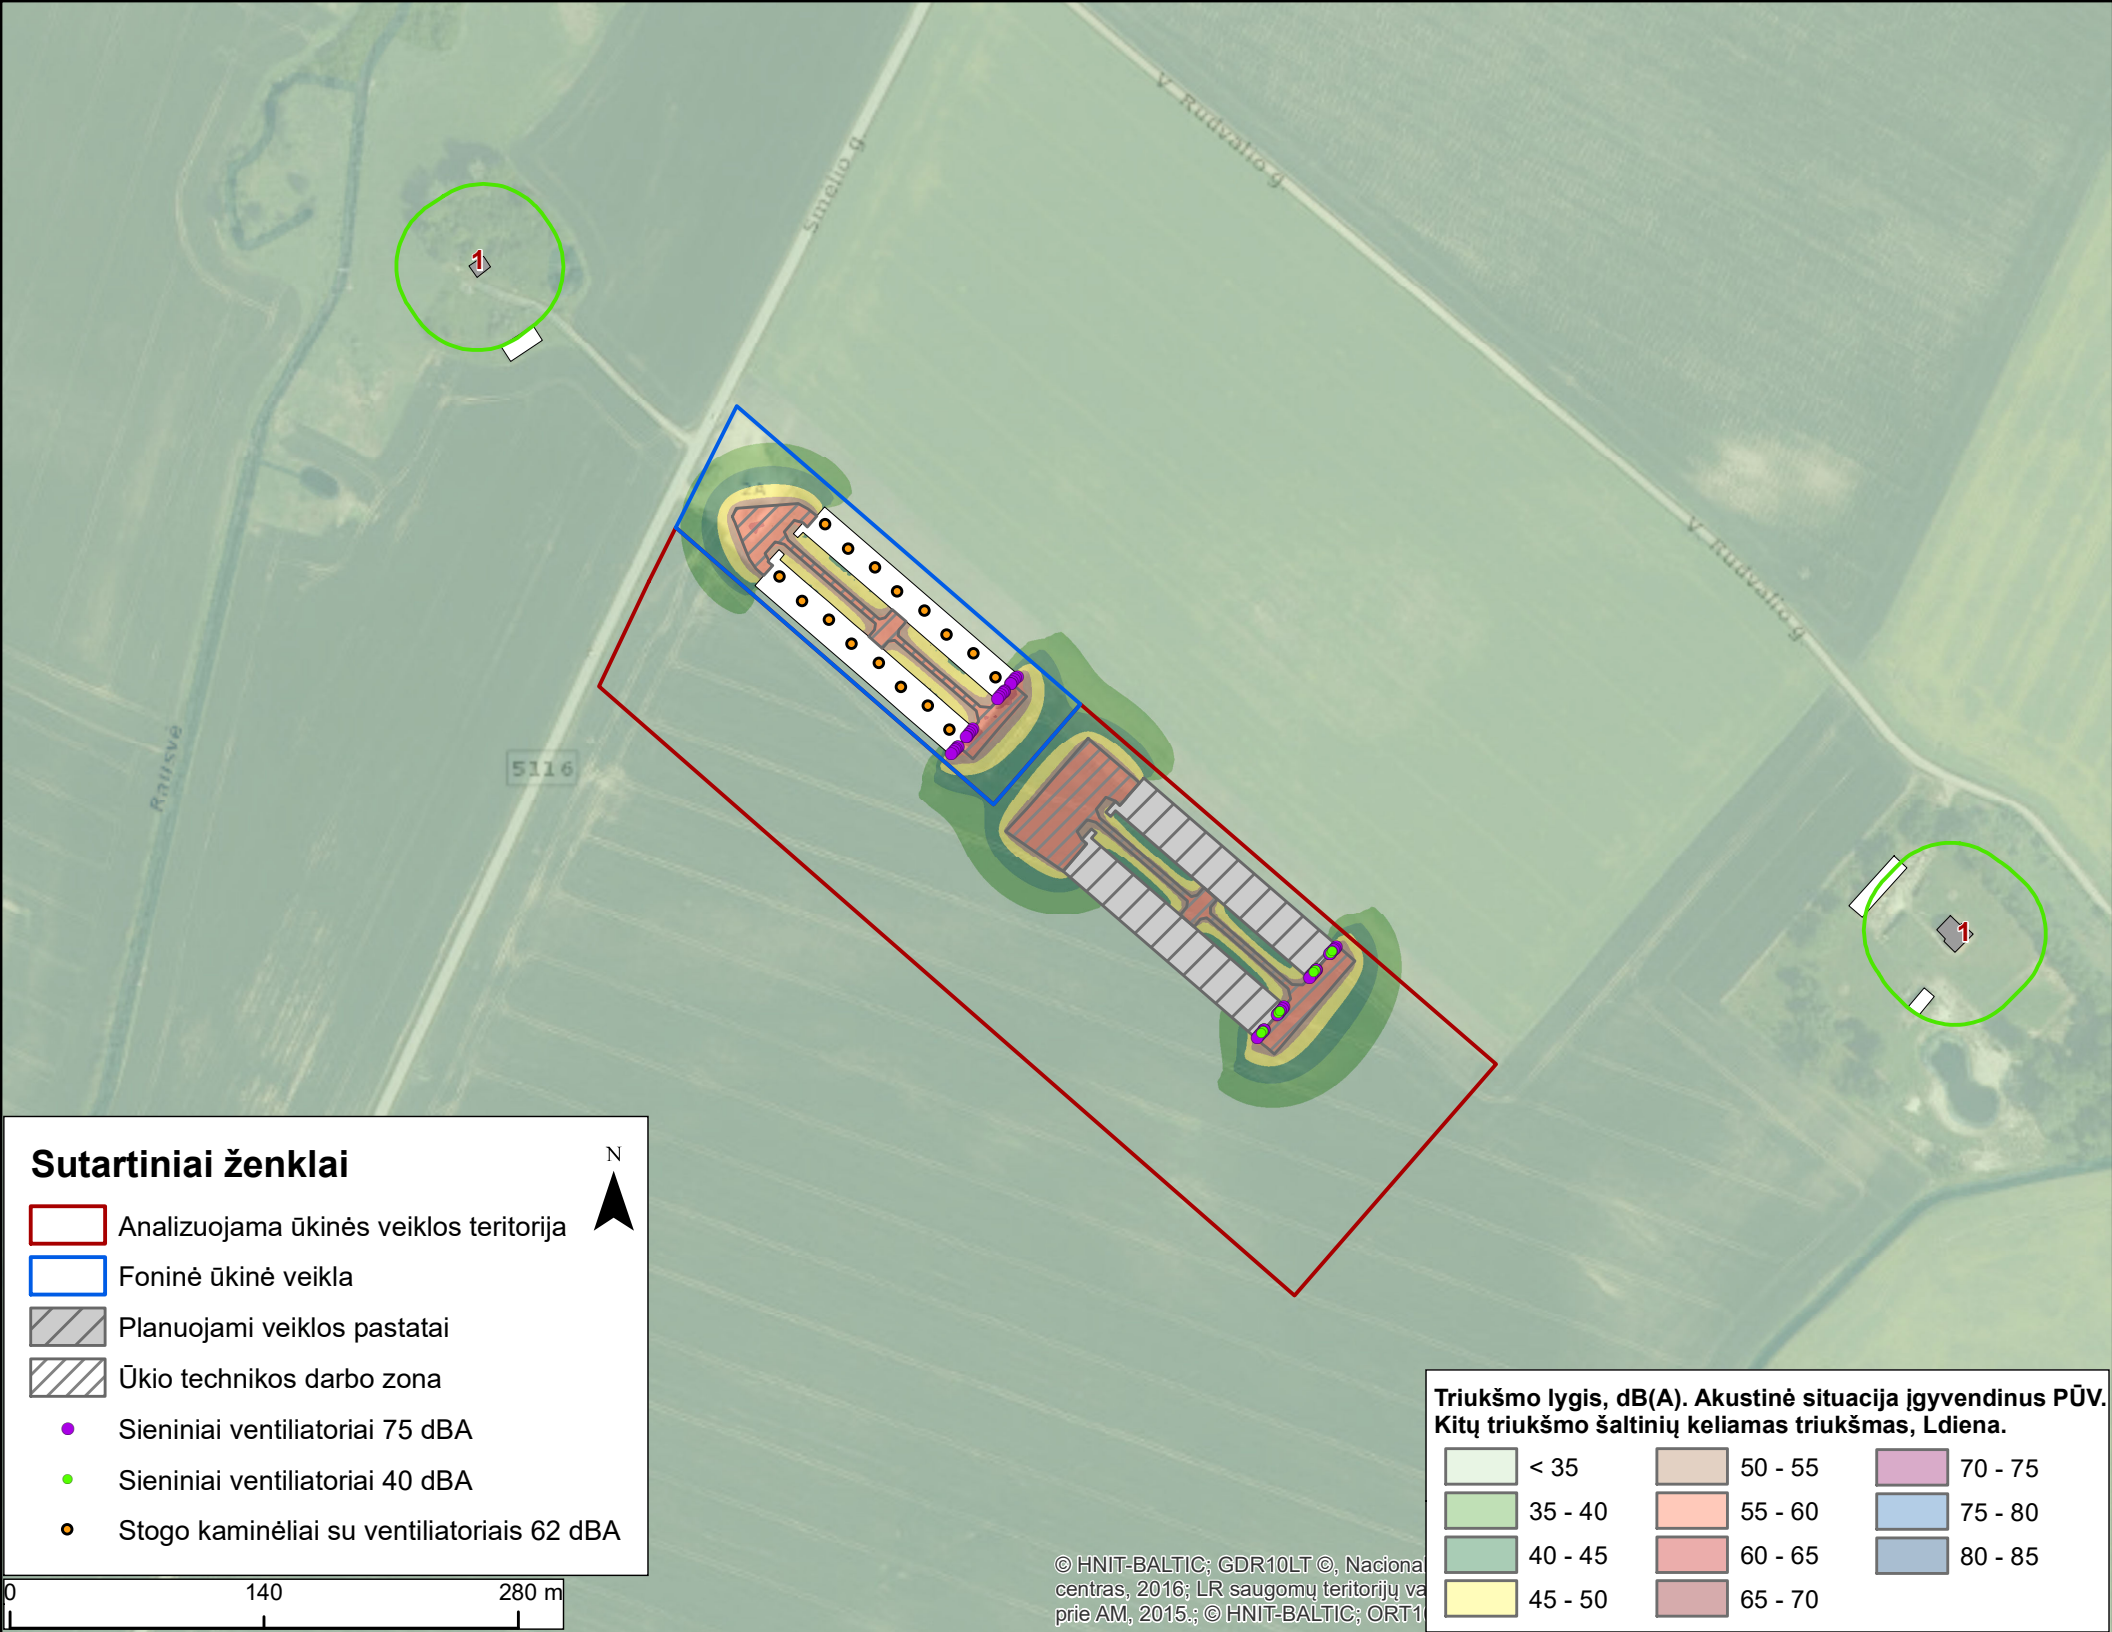 V. Rudvalio g.
Smėlio g.
1
2A
V. Rudvalio g.
Rausvė
5116
1
Sutartiniai ženklai
N
Analizuojama ūkinės veiklos teritorija
Foninė ūkinė veikla
Planuojami veiklos pastatai
Ūkio technikos darbo zona
Sieniniai ventiliatoriai 75 dBA
Sieniniai ventiliatoriai 40 dBA
Stogo kaminėliai su ventiliatoriais 62 dBA
0 140 280 m
© HNIT-BALTIC; GDR10LT ©, Nacional
centras, 2016; LR saugomų teritorijų va
prie AM, 2015.; © HNIT-BALTIC; ORT1
Triukšmo lygis, dB(A). Akustinė situacija įgyvendinus PŪV.
Kitų triukšmo šaltinių keliamas triukšmas, Ldiena.
< 35
35 - 40
40 - 45
45 - 50
50 - 55
55 - 60
60 - 65
65 - 70
70 - 75
75 - 80
80 - 85